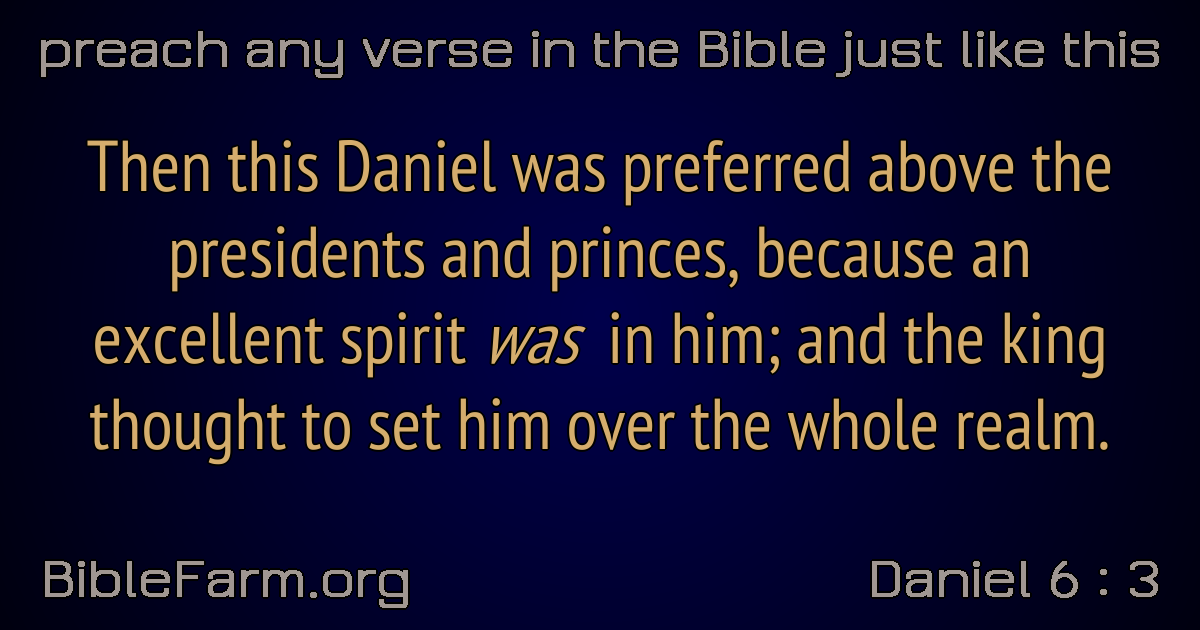 preach any verse in the Bible just like this
Then this Daniel was preferred above the
presidents and princes, because an
excellent spirit was in him; and the king
thought to set him over the whole realm.
BibleFarm.org
Daniel 6 : 3